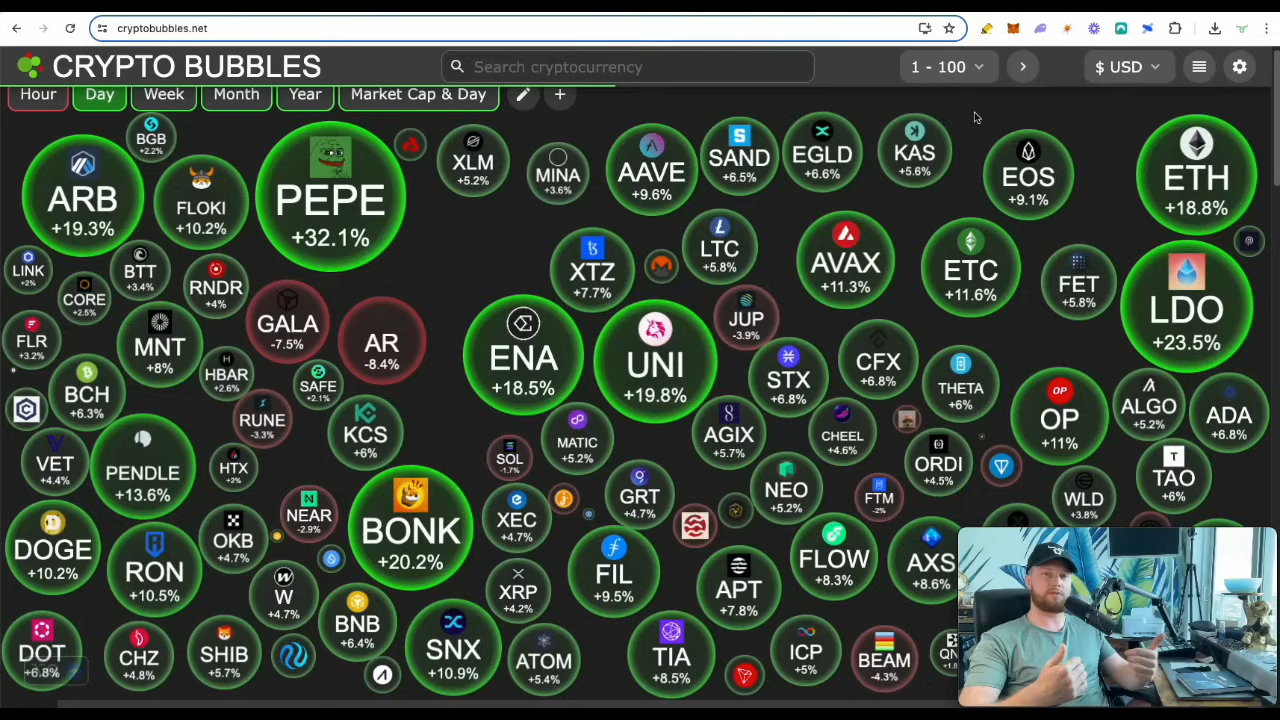 cryptobubbles.net
CRYPTO BUBBLES
Search cryptocurrency
1 - 100
$ USD
Hour
Day
Week
Month
Year
Market Cap & Day
BGB
+2.2%
ARB
+19.3%
FLOKI
+10.2%
PEPE
+32.1%
XLM
+5.2%
MINA
+3.6%
AAVE
+9.6%
SAND
+6.5%
EGLD
+6.6%
KAS
+5.6%
EOS
+9.1%
ETH
+18.8%
LINK
+2%
BTT
+3.4%
CORE
+2.5%
RNDR
+4%
XTZ
+7.7%
LTC
+5.8%
AVAX
+11.3%
ETC
+11.6%
FET
+5.8%
LDO
+23.5%
FLR
+3.2%
MNT
+8%
GALA
-7.5%
AR
-8.4%
ENA
+18.5%
UNI
+19.8%
JUP
-3.9%
STX
+6.8%
CFX
+6.8%
THETA
+6%
BCH
+6.3%
HBAR
+2.6%
SAFE
+2.1%
RUNE
-3.3%
KCS
+6%
MATIC
+5.2%
AGIX
+5.7%
CHEEL
+4.6%
OP
OP
+11%
ALGO
+5.2%
ADA
+6.8%
VET
+4.4%
PENDLE
+13.6%
HTX
+2%
SOL
-1.7%
ORDI
+4.5%
TAO
+6%
NEAR
-2.9%
BONK
+20.2%
XEC
+4.7%
GRT
+4.7%
NEO
+5.2%
FTM
-2%
WLD
+3.8%
DOGE
+10.2%
RON
+10.5%
OKB
+4.7%
W
+4.7%
XRP
+4.2%
FIL
+9.5%
APT
+7.8%
FLOW
+8.3%
AXS
+8.6%
DOT
+6.8%
CHZ
+4.8%
SHIB
+5.7%
BNB
+6.4%
SNX
+10.9%
ATOM
+5.4%
TIA
+8.5%
ICP
+5%
BEAM
-4.3%